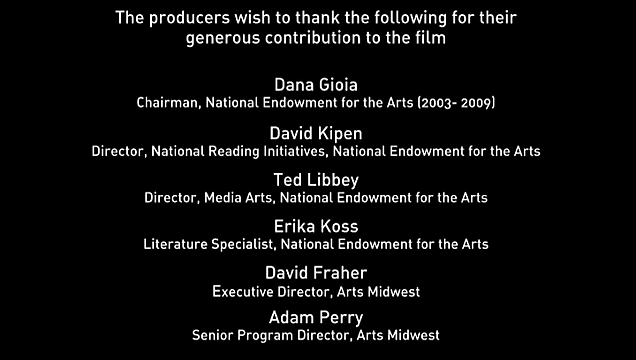 The producers wish to thank the following for their
generous contribution to the film
Dana Gioia
Chairman, National Endowment for the Arts (2003- 2009)
David Kipen
Director, National Reading Initiatives, National Endowment for the Arts
Ted Libbey
Director, Media Arts, National Endowment for the Arts
Erika Koss
Literature Specialist, National Endowment for the Arts
David Fraher
Executive Director, Arts Midwest
Adam Perry
Senior Program Director, Arts Midwest